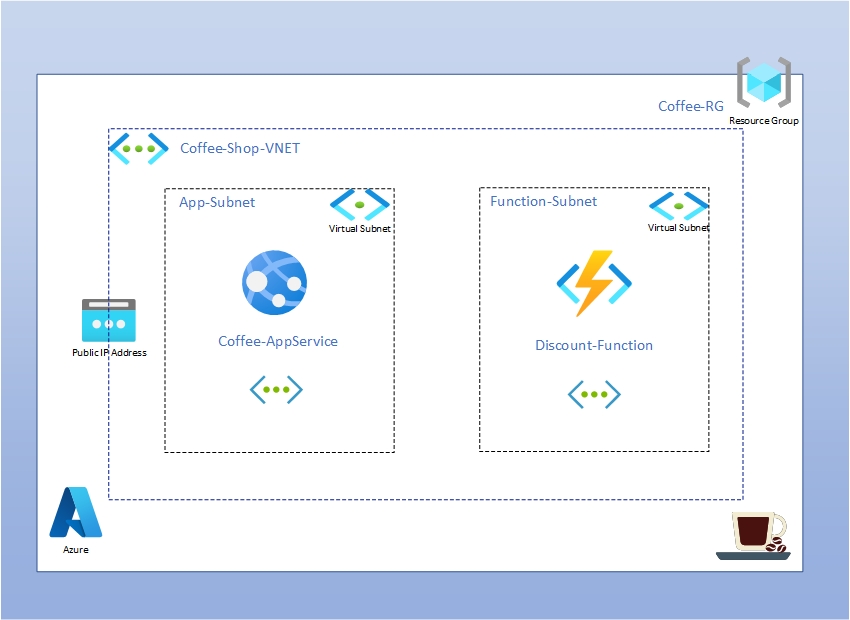 Coffee-RG
Resource Group
Coffee-Shop-VNET
App-Subnet
Virtual Subnet
Function-Subnet
Virtual Subnet
Coffee-AppService
Discount-Function
Public IP Address
Azure